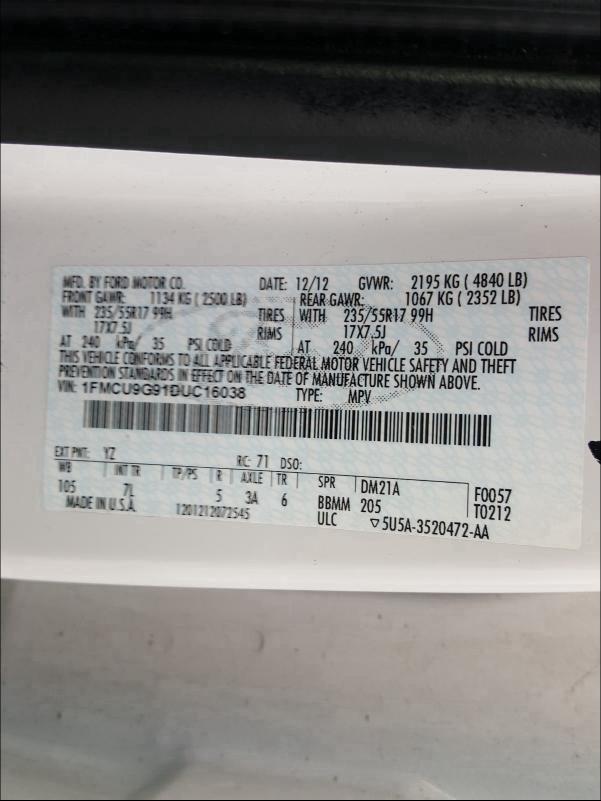 MFD. BY FORD MOTOR CO. DATE: 12/12 GVWR: 2195 KG ( 4840 LB)
FRONT GAWR: 1134 KG ( 2500 LB) REAR GAWR: 1067 KG ( 2352 LB)
WITH 235/55R17 99H TIRES WITH 235/55R17 99H TIRES
17X7.5J RIMS 17X7.5J RIMS
AT 240 kPa/ 35 PSI COLD AT 240 kPa/ 35 PSI COLD
THIS VEHICLE CONFORMS TO ALL APPLICABLE FEDERAL MOTOR VEHICLE SAFETY AND THEFT
PREVENTION STANDARDS IN EFFECT ON THE DATE OF MANUFACTURE SHOWN ABOVE.
VIN: 1FMCU9G91DUC16038 TYPE: MPV
EXT PNT: YZ RC: 71 DSO:
WB INT TR TP/PS R AXLE TR SPR DM21A F0057
105 7L 5 3A 6 BBMM 205 T0212
MADE IN U.S.A. 1201212072545 ULC ▽5U5A-3520472-AA